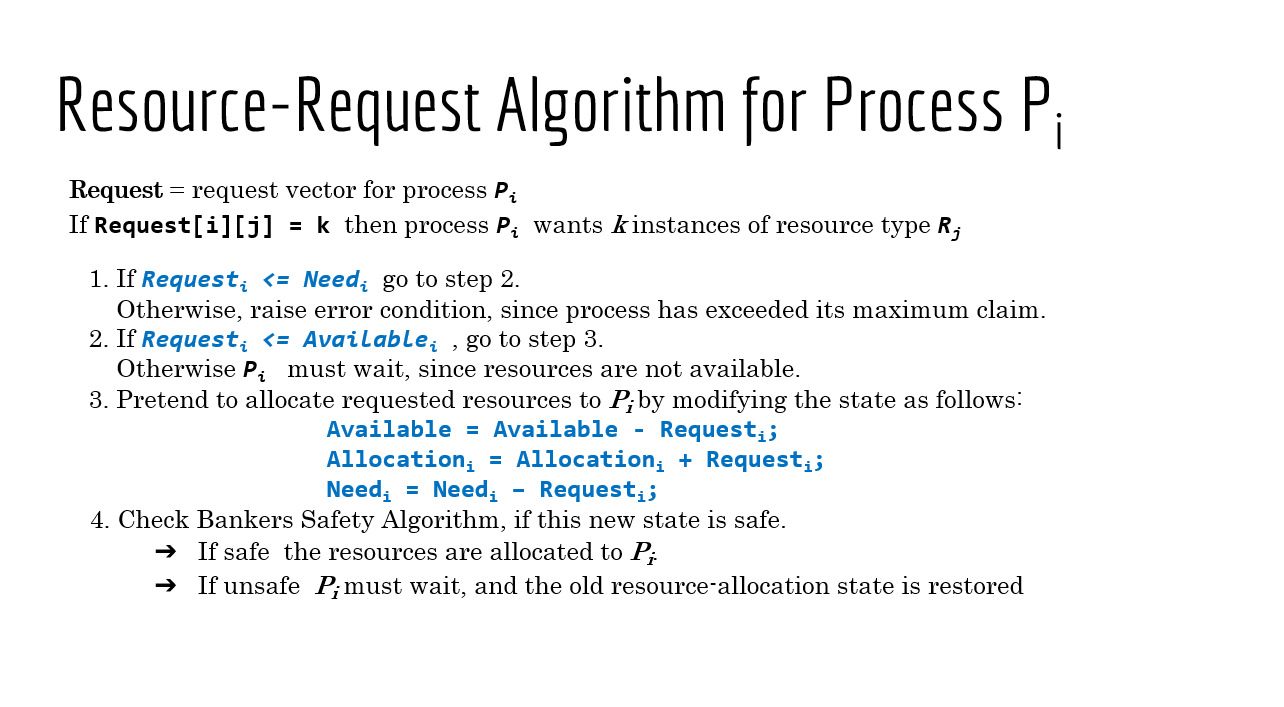 Resource-Request Algorithm for Process Pi
Request = request vector for process Pi
If Request[i][j] = k then process Pi wants k instances of resource type Rj
1. If Requesti <= Needi go to step 2.
Otherwise, raise error condition, since process has exceeded its maximum claim.
2. If Requesti <= Availablei , go to step 3.
Otherwise Pi must wait, since resources are not available.
3. Pretend to allocate requested resources to Pi by modifying the state as follows:
Available = Available - Requesti;
Allocationi = Allocationi + Requesti;
Needi = Needi – Requesti;
4. Check Bankers Safety Algorithm, if this new state is safe.
➔ If safe the resources are allocated to Pi.
➔ If unsafe Pi must wait, and the old resource-allocation state is restored